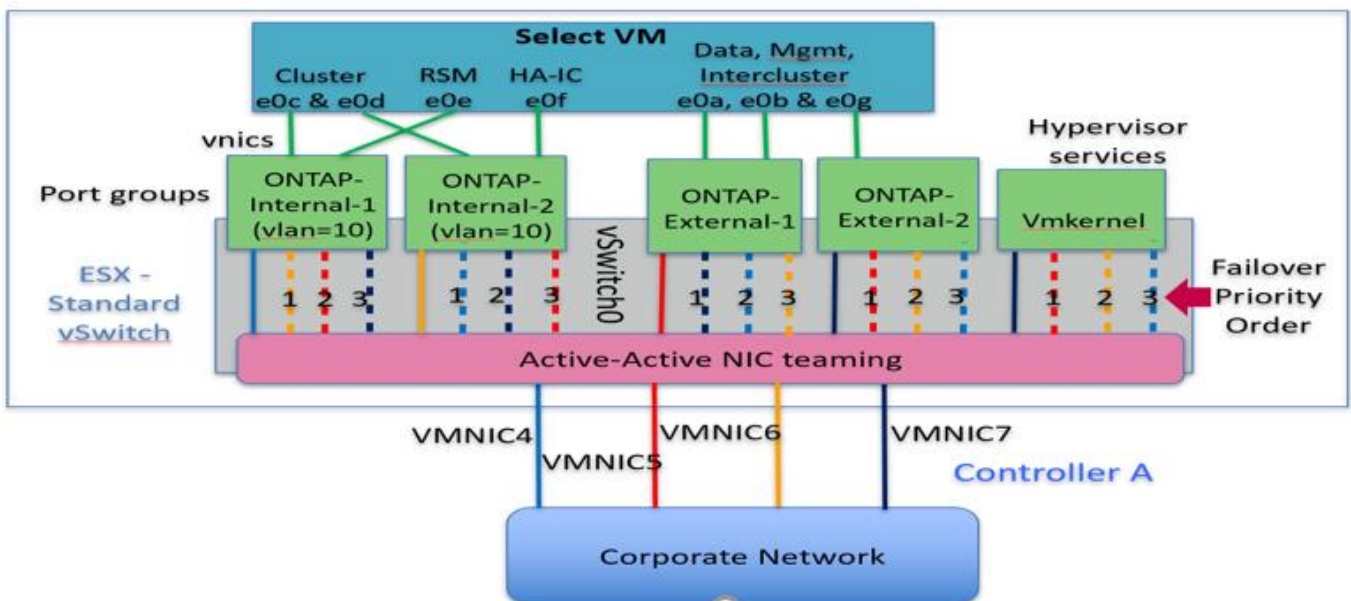 Select VM
Cluster
e0c & e0d
RSM
e0e
HA-IC
e0f
Data, Mgmt,
Intercluster
e0a, e0b & e0g
vnics
Hypervisor
services
Port groups
ONTAP-
Internal-1
(vlan=10)
ONTAP-
Internal-2
(vlan=10)
ONTAP-
External-1
ONTAP-
External-2
Vmkernel
ESX -
Standard
vSwitch
vSwitch0
1 2 3
1 2 3
1 2 3
1 2 3
1 2 3
Failover
Priority
Order
Active-Active NIC teaming
VMNIC4
VMNIC5
VMNIC6
VMNIC7
Controller A
Corporate Network